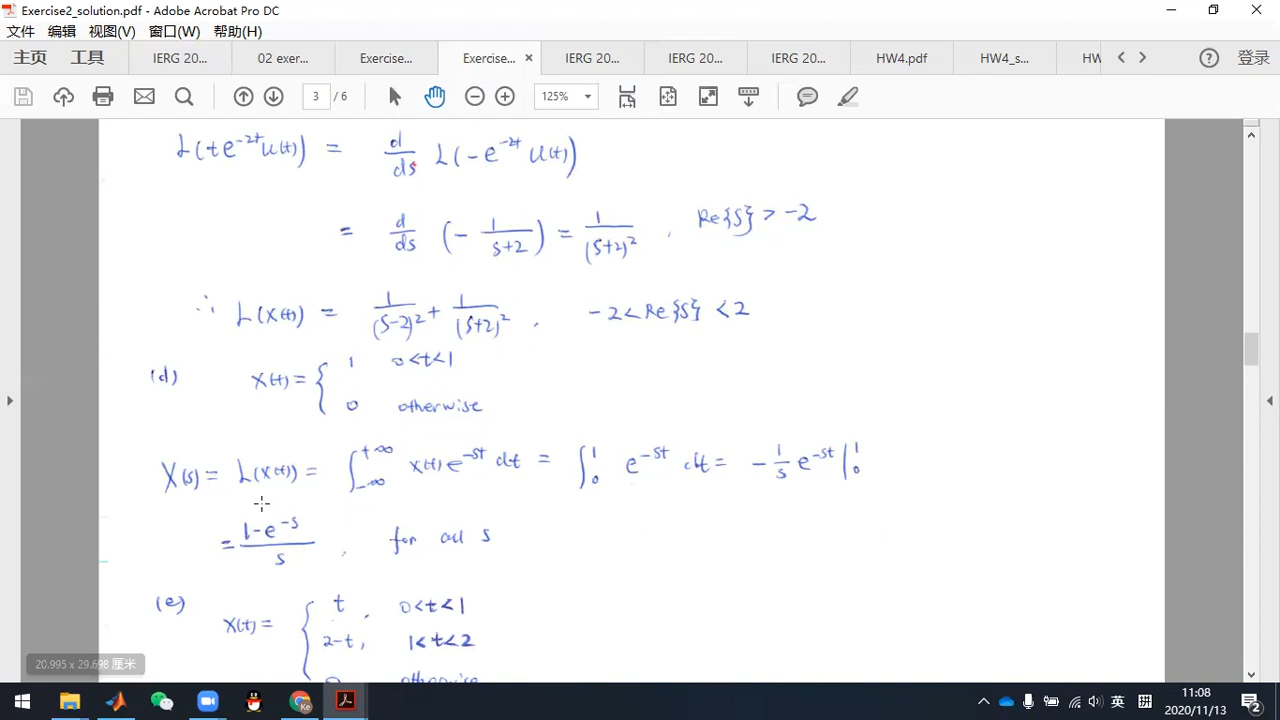 Exercise2_solution.pdf - Adobe Acrobat Pro DC
文件 编辑 视图(V) 窗口(W) 帮助(H)
主页 工具 IERG 20... 02 exer... Exercise... Exercise... × IERG 20... IERG 20... IERG 20... HW4.pdf HW4_s... HW 登录
3 / 6 125%
L(te^{-2t}u(t)) = d/ds L(-e^{-2t} u(t))
= d/ds (- 1/(s+2)) = 1/(s+2)^2 , Re{s} > -2
∴ L(x(t)) = 1/(s-2)^2 + 1/(s+2)^2 , -2 < Re{s} < 2
(d) x(t) = { 1 0<t<1
0 otherwise
X(s) = L(x(t)) = ∫_{-∞}^{+∞} x(t) e^{-st} dt = ∫_0^1 e^{-st} dt = - 1/s e^{-st} |_0^1
= (1-e^{-s})/s , for all s
(e) x(t) = { t , 0<t<1
2-t , 1<t<2
0 otherwise
20.995 x 29.698 厘米
英 拼 11:08
2020/11/13 2